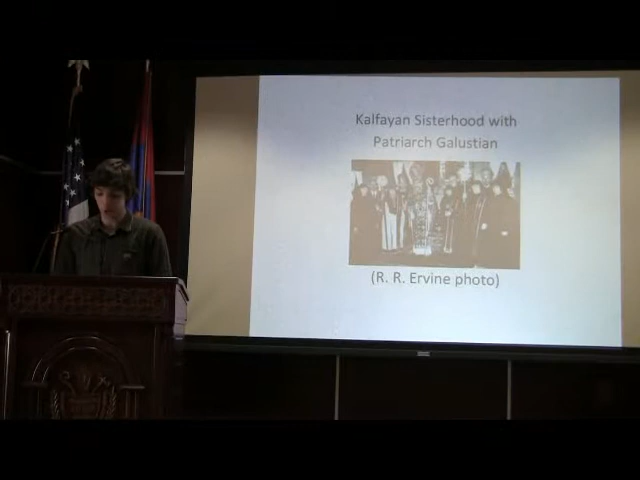 Kalfayan Sisterhood with
Patriarch Galustian
(R. R. Ervine photo)